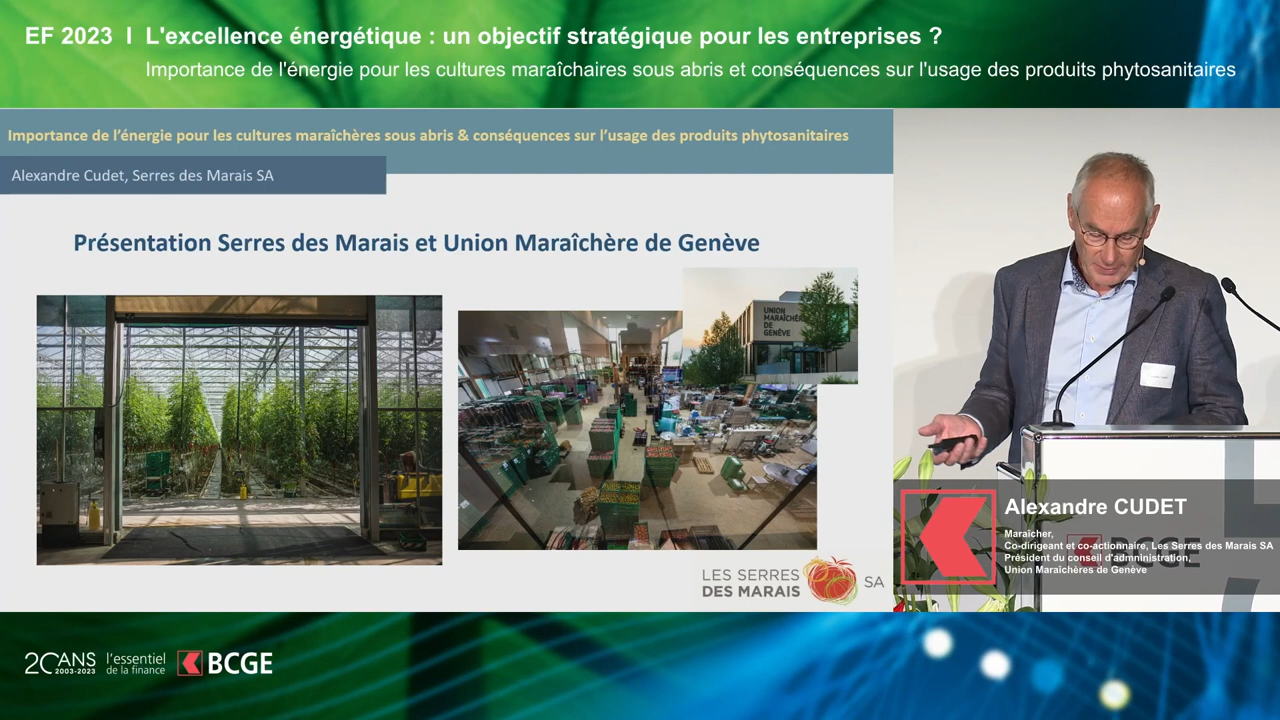 EF 2023 I L'excellence énergétique : un objectif stratégique pour les entreprises ?
Importance de l'énergie pour les cultures maraîchaires sous abris et conséquences sur l'usage des produits phytosanitaires
Importance de l'énergie pour les cultures maraîchères sous abris & conséquences sur l'usage des produits phytosanitaires
Alexandre Cudet, Serres des Marais SA
Présentation Serres des Marais et Union Maraîchère de Genève
UNION
MARAÎCHÈRE
DE
GENÈVE
LES SERRES
DES MARAIS
SA
Alexandre CUDET
Maraîcher,
Co-dirigeant et co-actionnaire, Les Serres des Marais SA
Président du conseil d'admninistration,
Union Maraîchères de Genève
BCGE
20 ANS
2003-2023
l'essentiel
de la finance
BCGE